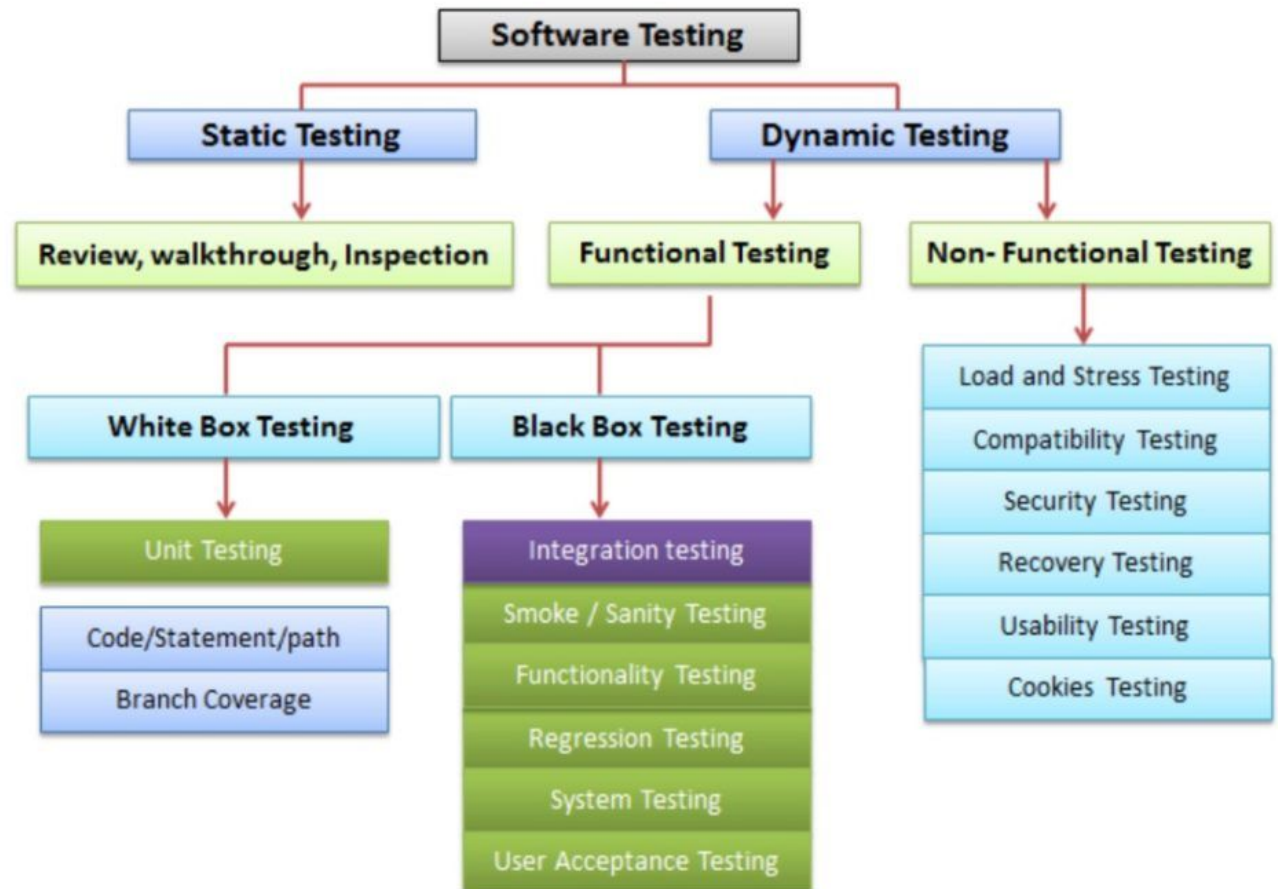 Software Testing
Static Testing
Dynamic Testing
Review, walkthrough, Inspection
Functional Testing
Non- Functional Testing
White Box Testing
Black Box Testing
Unit Testing
Code/Statement/path
Branch Coverage
Integration testing
Smoke / Sanity Testing
Functionality Testing
Regression Testing
System Testing
User Acceptance Testing
Load and Stress Testing
Compatibility Testing
Security Testing
Recovery Testing
Usability Testing
Cookies Testing